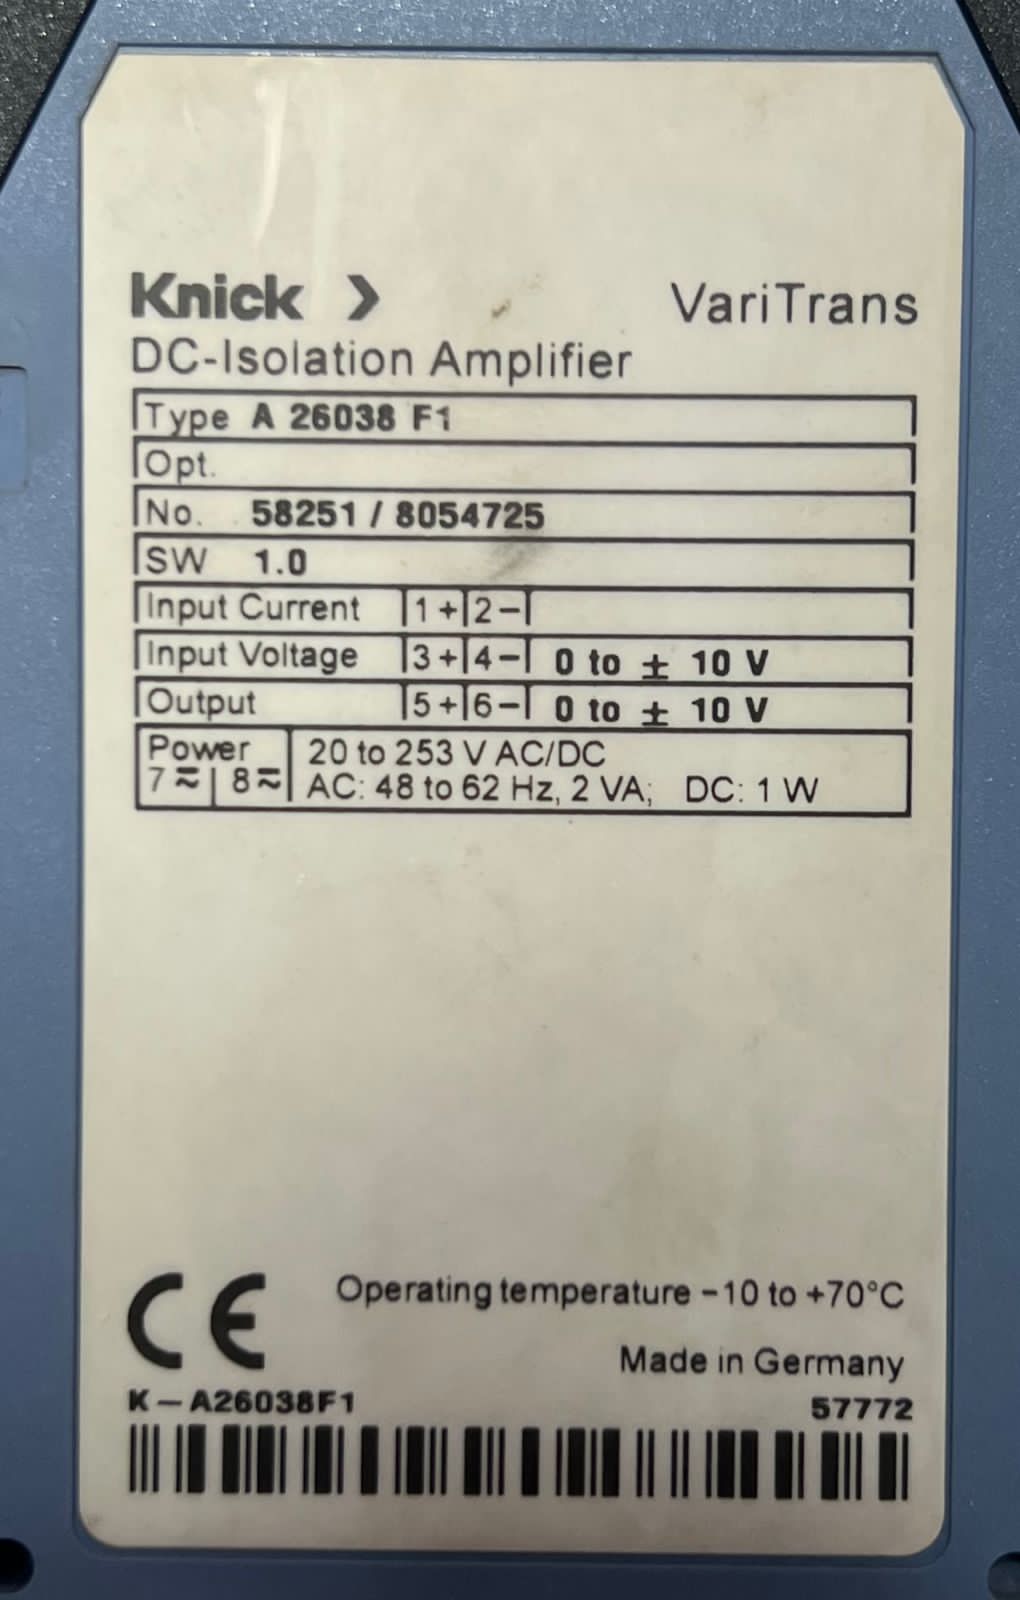 Knick > VariTrans
DC-Isolation Amplifier
Type A 26038 F1
Opt.
No. 58251 / 8054725
SW 1.0
Input Current 1+ 2-
Input Voltage 3+ 4- 0 to ± 10 V
Output 5+ 6- 0 to ± 10 V
Power 20 to 253 V AC/DC
7 ≂ 8 ≂ AC: 48 to 62 Hz, 2 VA; DC: 1 W
CE Operating temperature -10 to +70°C
Made in Germany
K-A26038F1 57772